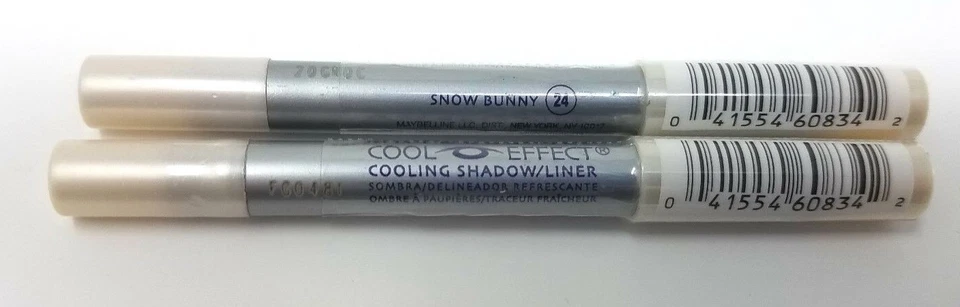 SNOW BUNNY 24
MAYBELLINE LLC, DIST., NEW YORK, NY 10017
0 41554 60834 2
COOL EFFECT®
COOLING SHADOW/LINER
SOMBRA/DELINEADOR REFRESCANTE
OMBRE À PAUPIÈRES/TRACEUR FRAÎCHEUR
0 41554 60834 2